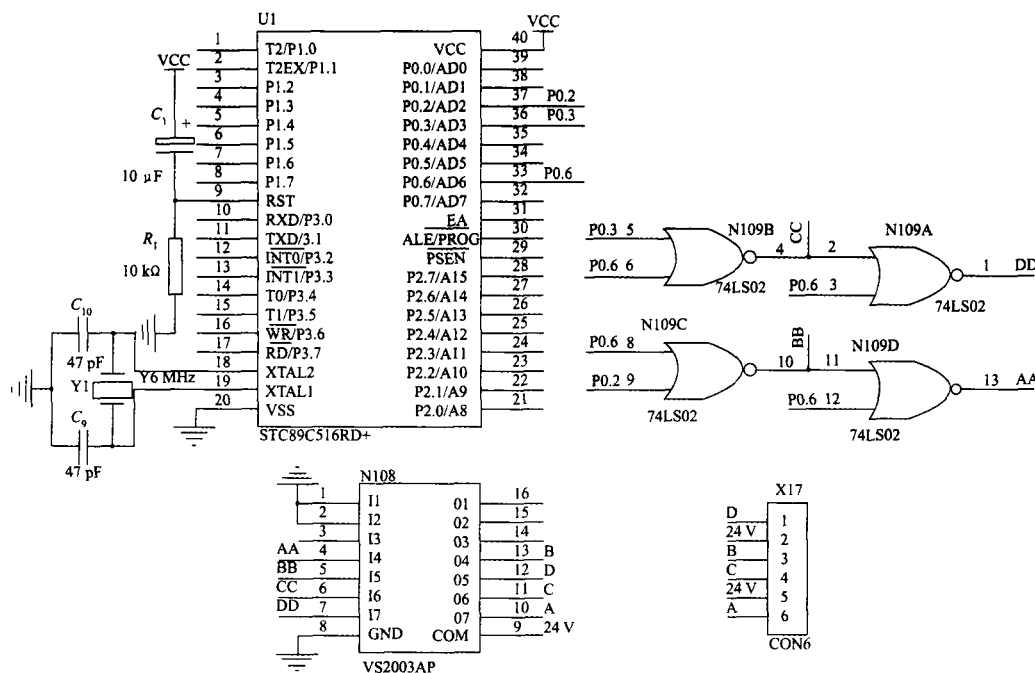 U1
VCC
1 T2/P1.0 VCC 40
2 T2EX/P1.1 P0.0/AD0 39
3 P1.2 P0.1/AD1 38
4 P1.3 P0.2/AD2 37 P0.2
5 P1.4 P0.3/AD3 36 P0.3
6 P1.5 P0.4/AD4 35
7 P1.6 P0.5/AD5 34
8 P1.7 P0.6/AD6 33 P0.6
9 RST P0.7/AD7 32
10 RXD/P3.0 EA 31
11 TXD/3.1 ALE/PROG 30
12 INT0/P3.2 PSEN 29
13 INT1/P3.3 P2.7/A15 28
14 T0/P3.4 P2.6/A14 27
15 T1/P3.5 P2.5/A13 26
16 WR/P3.6 P2.4/A12 25
17 RD/P3.7 P2.3/A11 24
18 XTAL2 P2.2/A10 23
19 XTAL1 P2.1/A9 22
20 VSS P2.0/A8 21
STC89C516RD+
VCC
C1 +
10 μF
R1
10 kΩ
C10
47 pF
Y1
Y6 MHz
C9
47 pF
N109B
P0.3 5
P0.6 6
4
74LS02
CC
N109A
2
P0.6 3
1 DD
74LS02
N109C
P0.6 8
P0.2 9
10
74LS02
BB
N109D
11
P0.6 12
13 AA
74LS02
N108
1 I1 01 16
2 I2 02 15
3 I3 03 14
AA 4 I4 04 13 B
BB 5 I5 05 12 D
CC 6 I6 06 11 C
DD 7 I7 07 10 A
8 GND COM 9 24 V
VS2003AP
X17
D 1
24 V 2
B 3
C 4
24 V 5
A 6
CON6